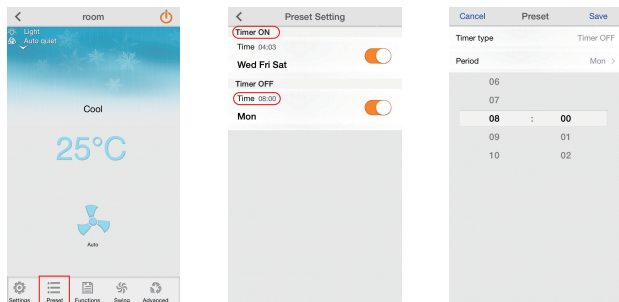 room
Light
Auto quiet
Cool
25°C
Auto
Settings Preset Functions Swing Advanced
Preset Setting
Timer ON
Time 04:03
Wed Fri Sat
Timer OFF
Time 08:00
Mon
Cancel Preset Save
Timer type Timer OFF
Period Mon >
06
07
08 : 00
09 01
10 02